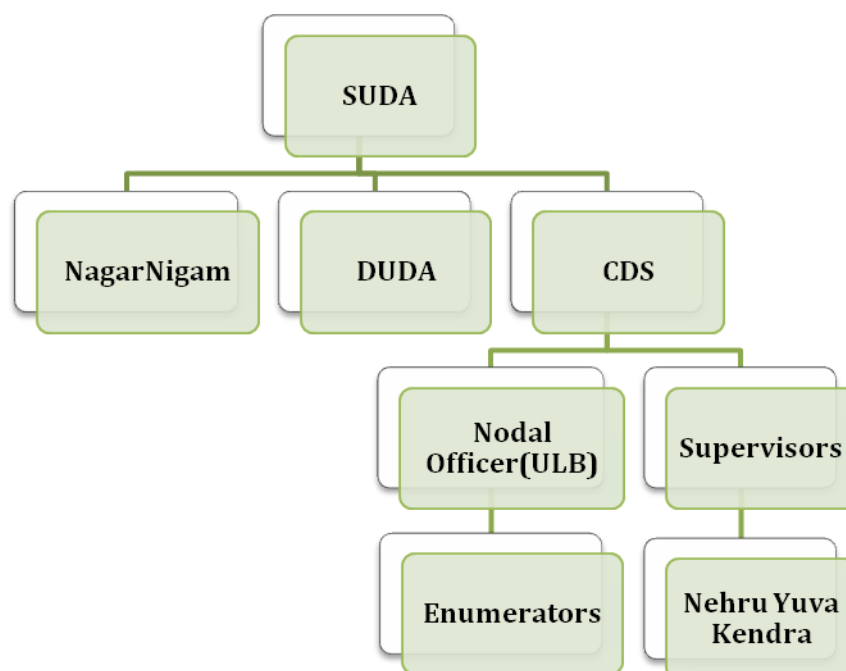 SUDA
NagarNigam
DUDA
CDS
Nodal
Officer(ULB)
Supervisors
Enumerators
Nehru Yuva
Kendra